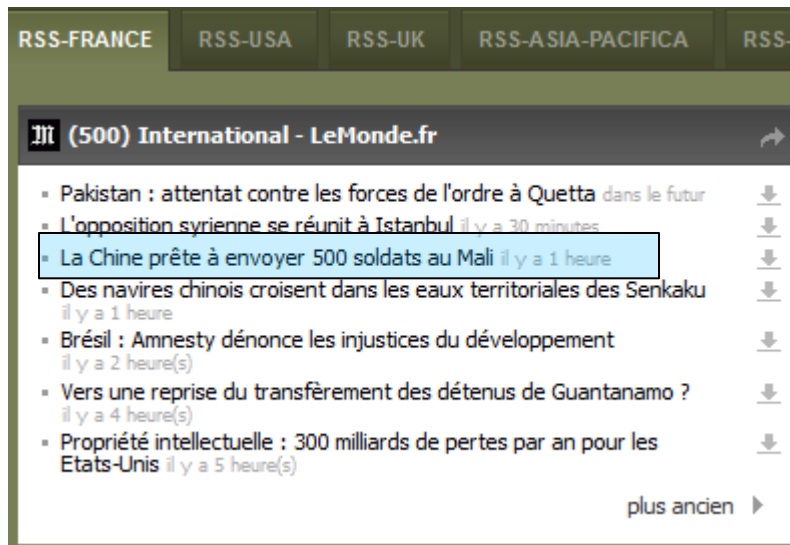 RSS-FRANCE RSS-USA RSS-UK RSS-ASIA-PACIFICA RSS-
M (500) International - LeMonde.fr
Pakistan : attentat contre les forces de l'ordre à Quetta dans le futur
L'opposition syrienne se réunit à Istanbul il y a 30 minutes
La Chine prête à envoyer 500 soldats au Mali il y a 1 heure
Des navires chinois croisent dans les eaux territoriales des Senkaku
il y a 1 heure
Brésil : Amnesty dénonce les injustices du développement
il y a 2 heure(s)
Vers une reprise du transfèrement des détenus de Guantanamo ?
il y a 4 heure(s)
Propriété intellectuelle : 300 milliards de pertes par an pour les
Etats-Unis il y a 5 heure(s)
plus ancien